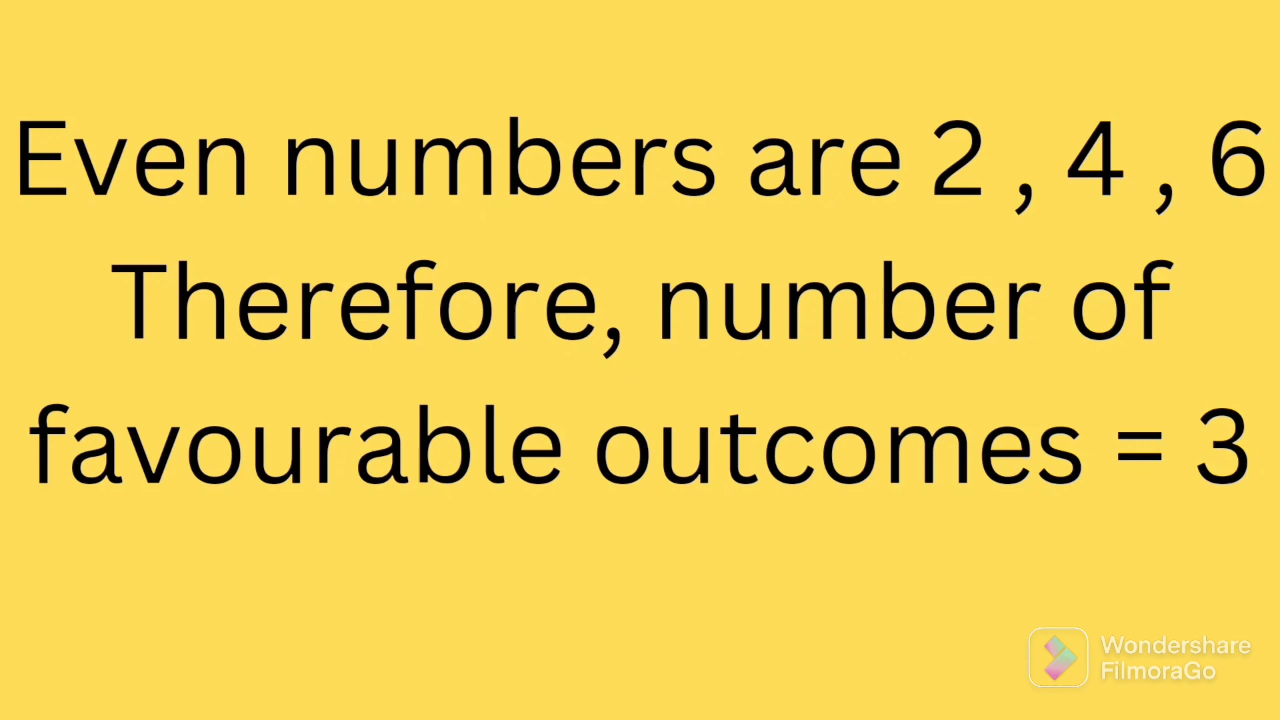 Even numbers are 2 , 4 , 6
Therefore, number of
favourable outcomes = 3
Wondershare
FilmoraGo